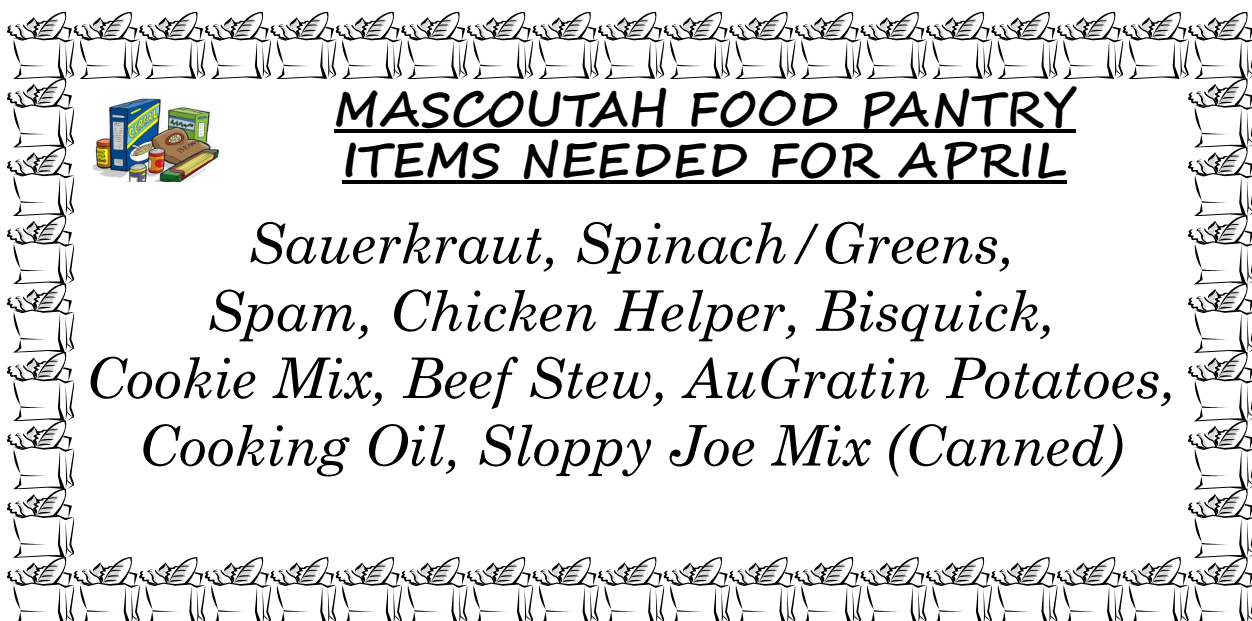 MASCOUTAH FOOD PANTRY
ITEMS NEEDED FOR APRIL
Sauerkraut, Spinach/Greens,
Spam, Chicken Helper, Bisquick,
Cookie Mix, Beef Stew, AuGratin Potatoes,
Cooking Oil, Sloppy Joe Mix (Canned)